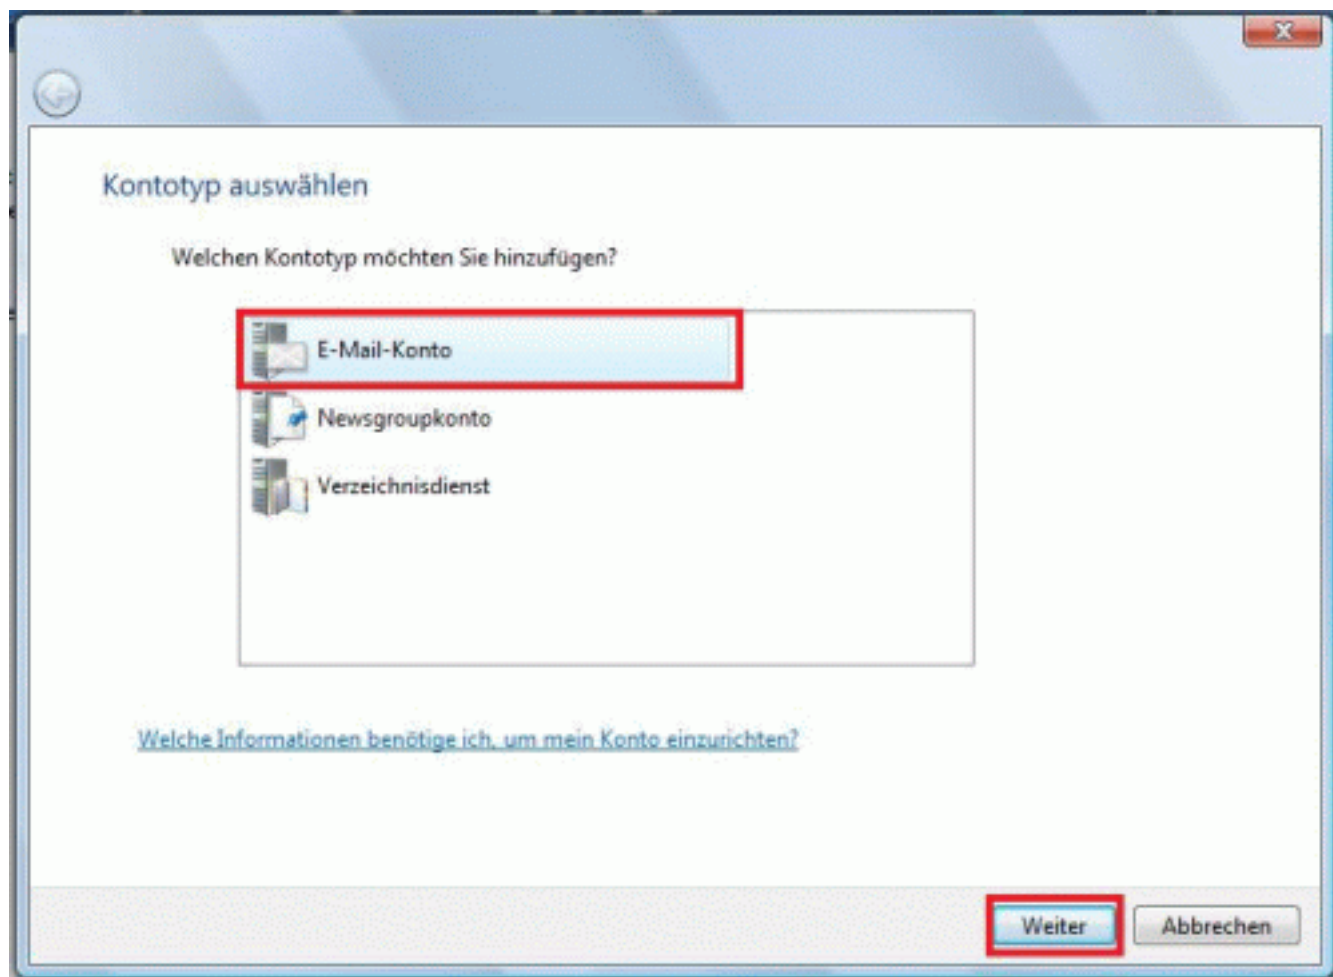 Kontotyp auswählen
Welchen Kontotyp möchten Sie hinzufügen?
E-Mail-Konto
Newsgroupkonto
Verzeichnisdienst
Welche Informationen benötige ich, um mein Konto einzurichten?
Weiter Abbrechen